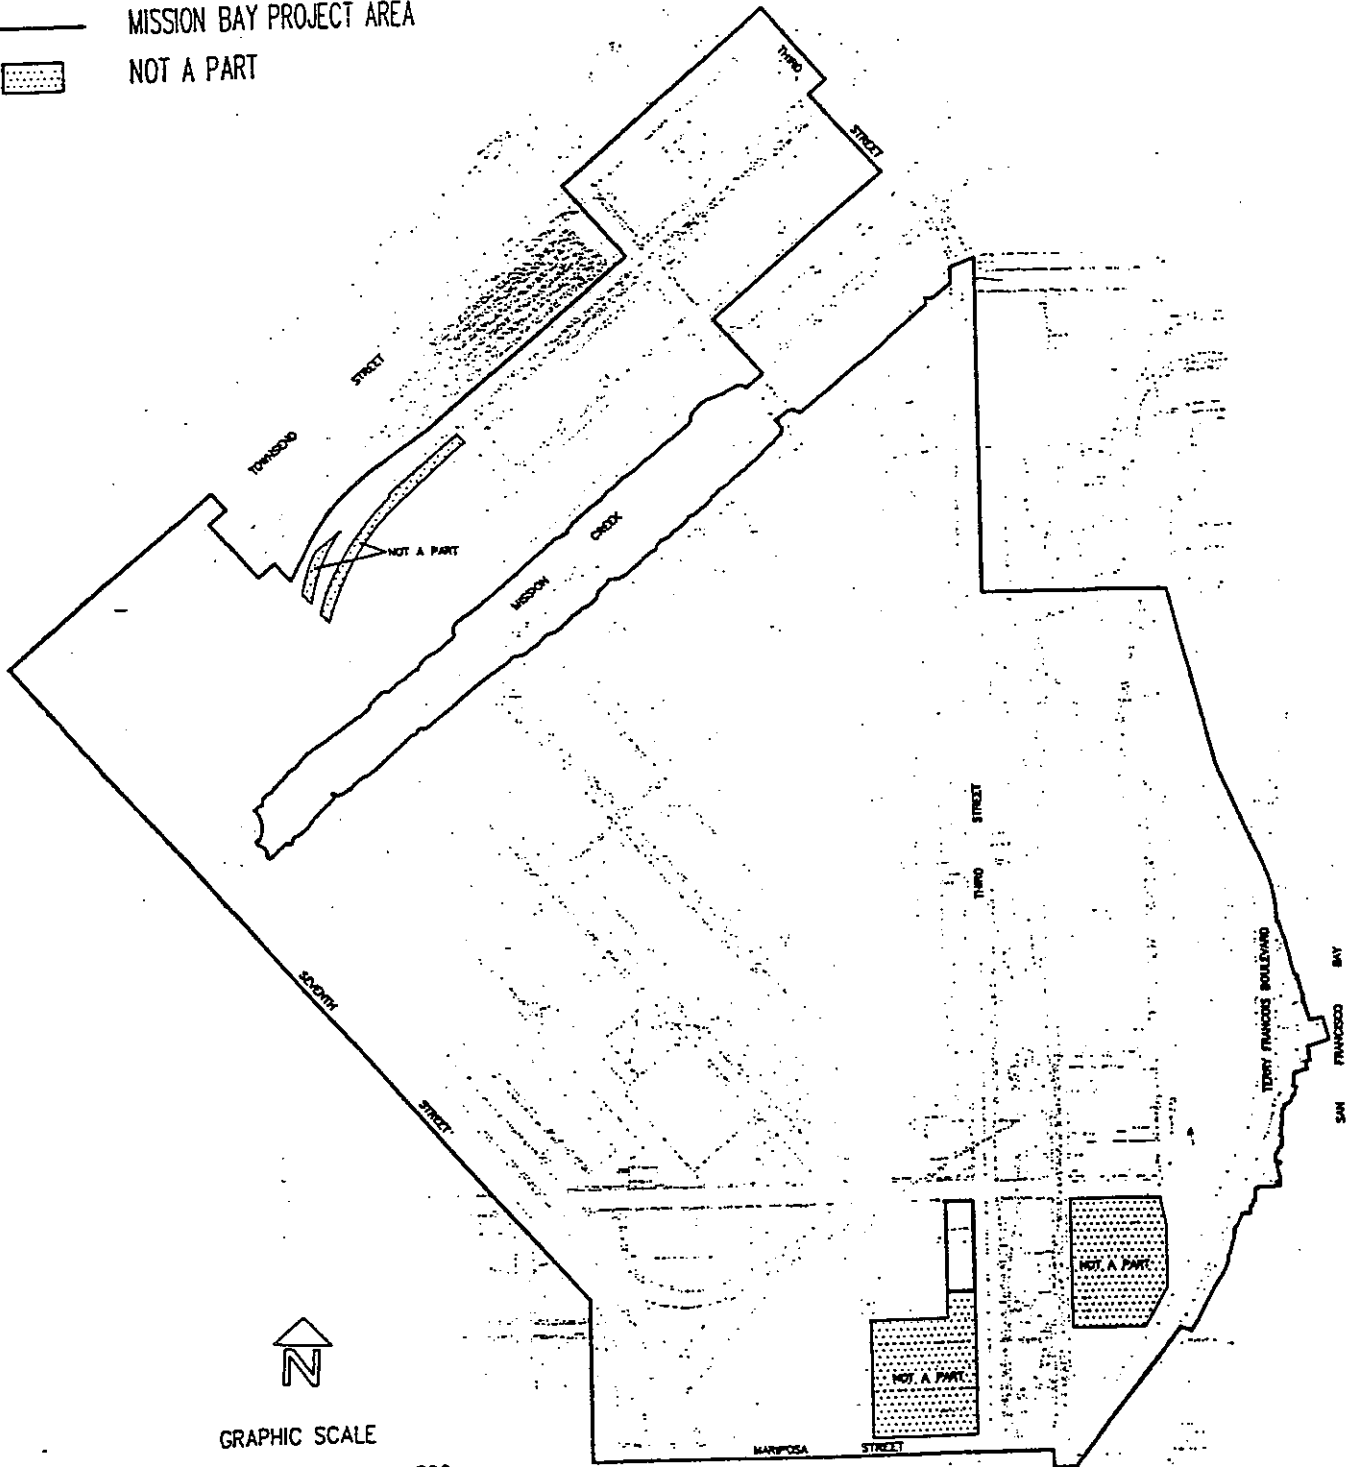 MISSION BAY PROJECT AREA
NOT A PART
THIRD
STREET
STREET
TOWNSEND
NOT A PART
CREEK
MISSION
STREET
THIRD
TERRY FRANCOIS BOULEVARD
SAN FRANCISCO BAY
SEVENTH
STREET
NOT A PART
NOT A PART
N
GRAPHIC SCALE
MARIPOSA STREET